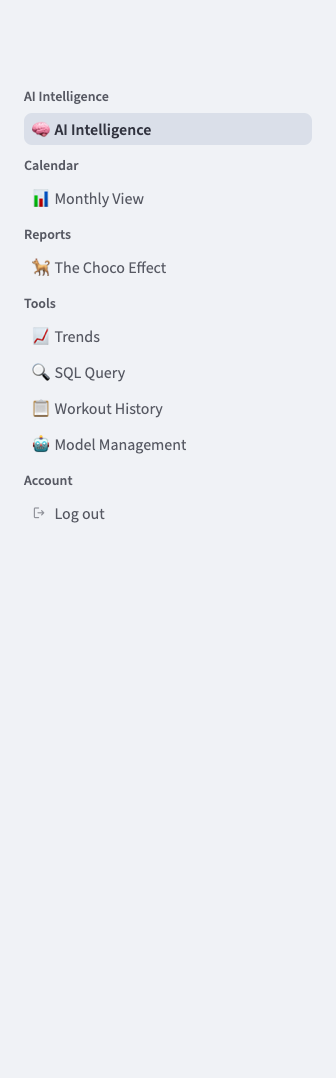 AI Intelligence
🧠 AI Intelligence
Calendar
📊 Monthly View
Reports
🐕 The Choco Effect
Tools
📈 Trends
🔍 SQL Query
📋 Workout History
🤖 Model Management
Account
Log out